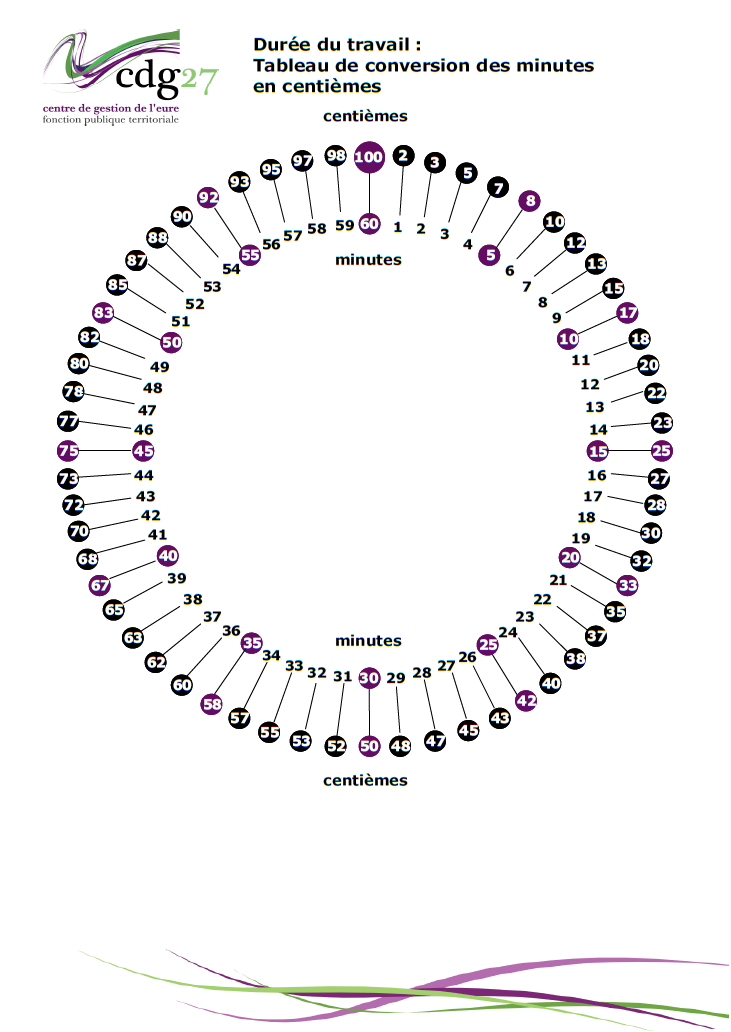 cdg27
centre de gestion de l'eure
fonction publique territoriale
Durée du travail :
Tableau de conversion des minutes
en centièmes
centièmes
100 2 3 5 7 8 10 12 13 15 17 18 20 22 23 25 27 28 30 32 33 35 37 38 40 42 43 45 47 48 50 52 53 55 57 58 60 62 63 65 67 68 70 72 73 75 77 78 80 82 83 85 87 88 90 92 93 95 97 98
60 1 2 3 4 5 6 7 8 9 10 11 12 13 14 15 16 17 18 19 20 21 22 23 24 25 26 27 28 29 30 31 32 33 34 35 36 37 38 39 40 41 42 43 44 45 46 47 48 49 50 51 52 53 54 55 56 57 58 59
minutes
minutes
centièmes